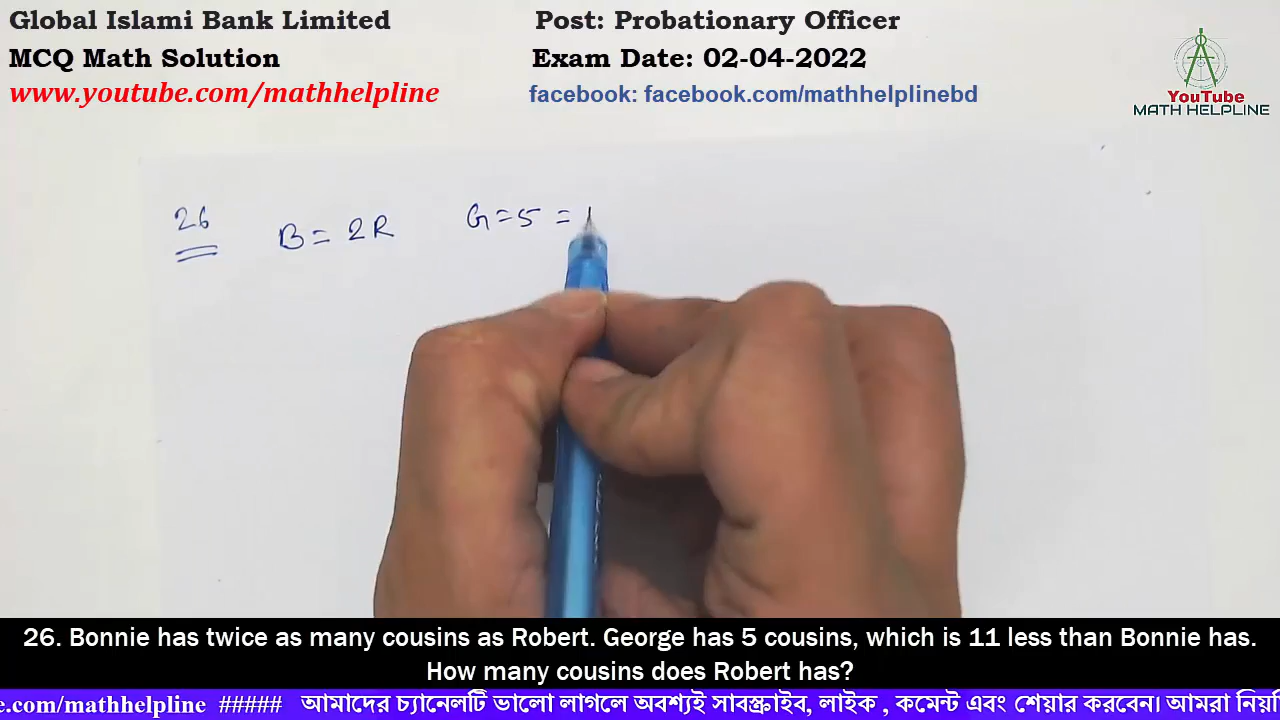 Global Islami Bank Limited Post: Probationary Officer
MCQ Math Solution Exam Date: 02-04-2022
www.youtube.com/mathhelpline facebook: facebook.com/mathhelplinebd
YouTube
MATH HELPLINE
26 B = 2R G = 5 =
26. Bonnie has twice as many cousins as Robert. George has 5 cousins, which is 11 less than Bonnie has.
How many cousins does Robert has?
e.com/mathhelpline ##### আমাদের চ্যানেলটি ভালো লাগলে অবশ্যই সাবস্ক্রাইব, লাইক , কমেন্ট এবং শেয়ার করবেন। আমরা নিয়